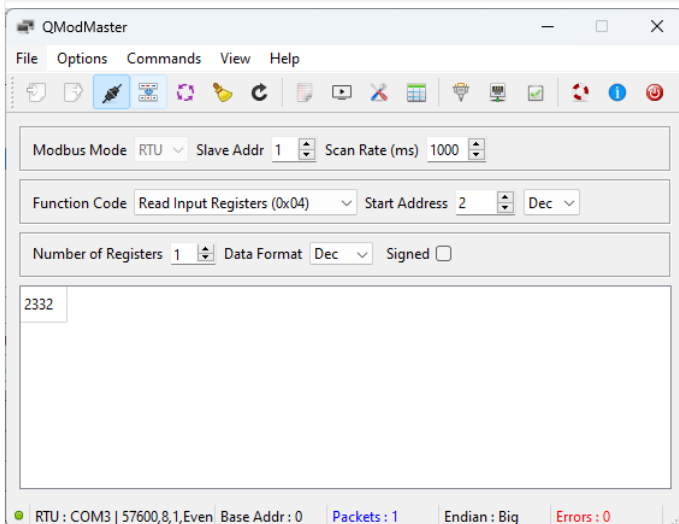 QModMaster
File Options Commands View Help
Modbus Mode RTU Slave Addr 1 Scan Rate (ms) 1000
Function Code Read Input Registers (0x04) Start Address 2 Dec
Number of Registers 1 Data Format Dec Signed
2332
RTU : COM3 | 57600,8,1,Even Base Addr : 0 Packets : 1 Endian : Big Errors : 0